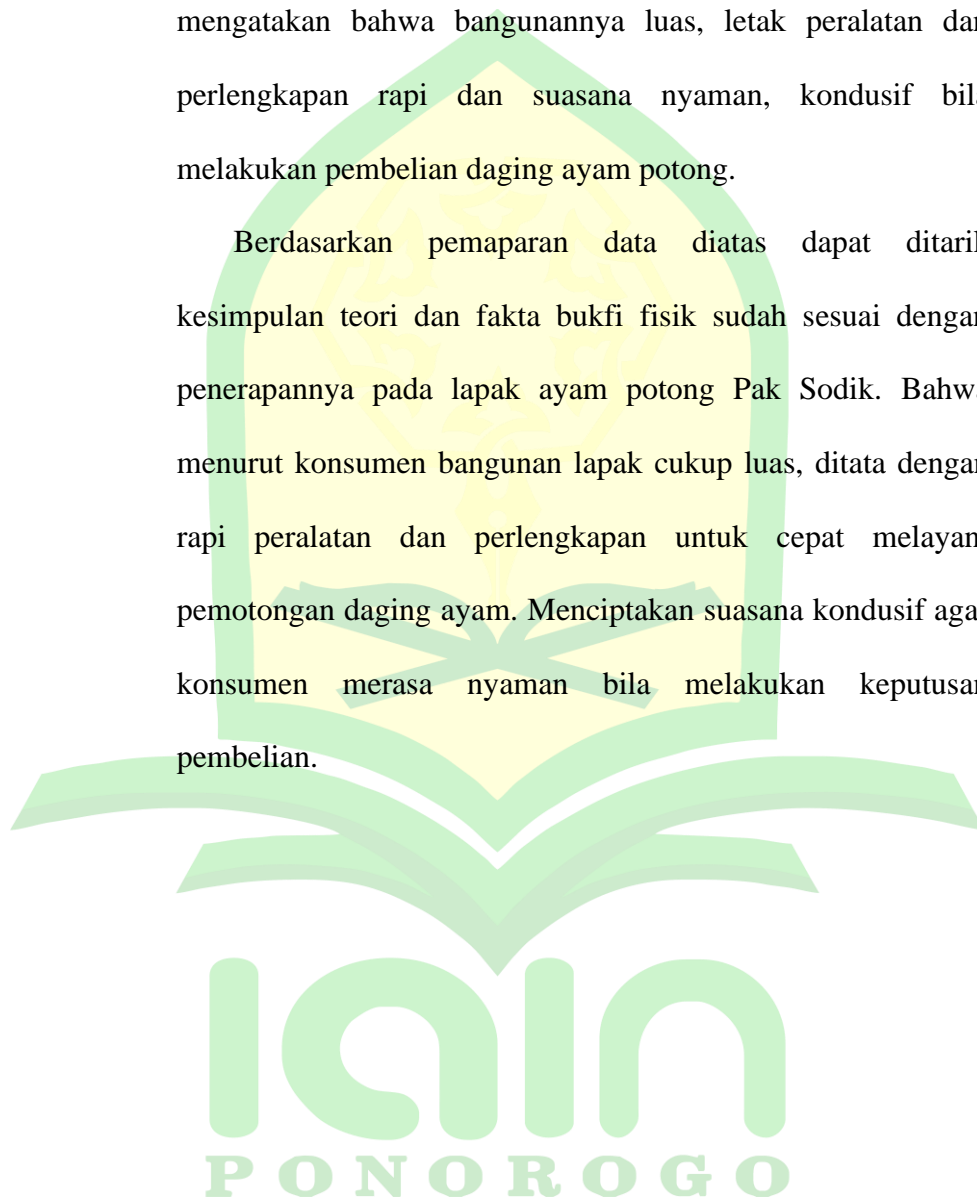 mengatakan bahwa bangunannya luas, letak peralatan dan
perlengkapan rapi dan suasana nyaman, kondusif bila
melakukan pembelian daging ayam potong.
Berdasarkan pemaparan data diatas dapat ditarik
kesimpulan teori dan fakta bukfi fisik sudah sesuai dengan
penerapannya pada lapak ayam potong Pak Sodik. Bahwa
menurut konsumen bangunan lapak cukup luas, ditata dengan
rapi peralatan dan perlengkapan untuk cepat melayani
pemotongan daging ayam. Menciptakan suasana kondusif agar
konsumen merasa nyaman bila melakukan keputusan
pembelian.
iain
PONOROGO